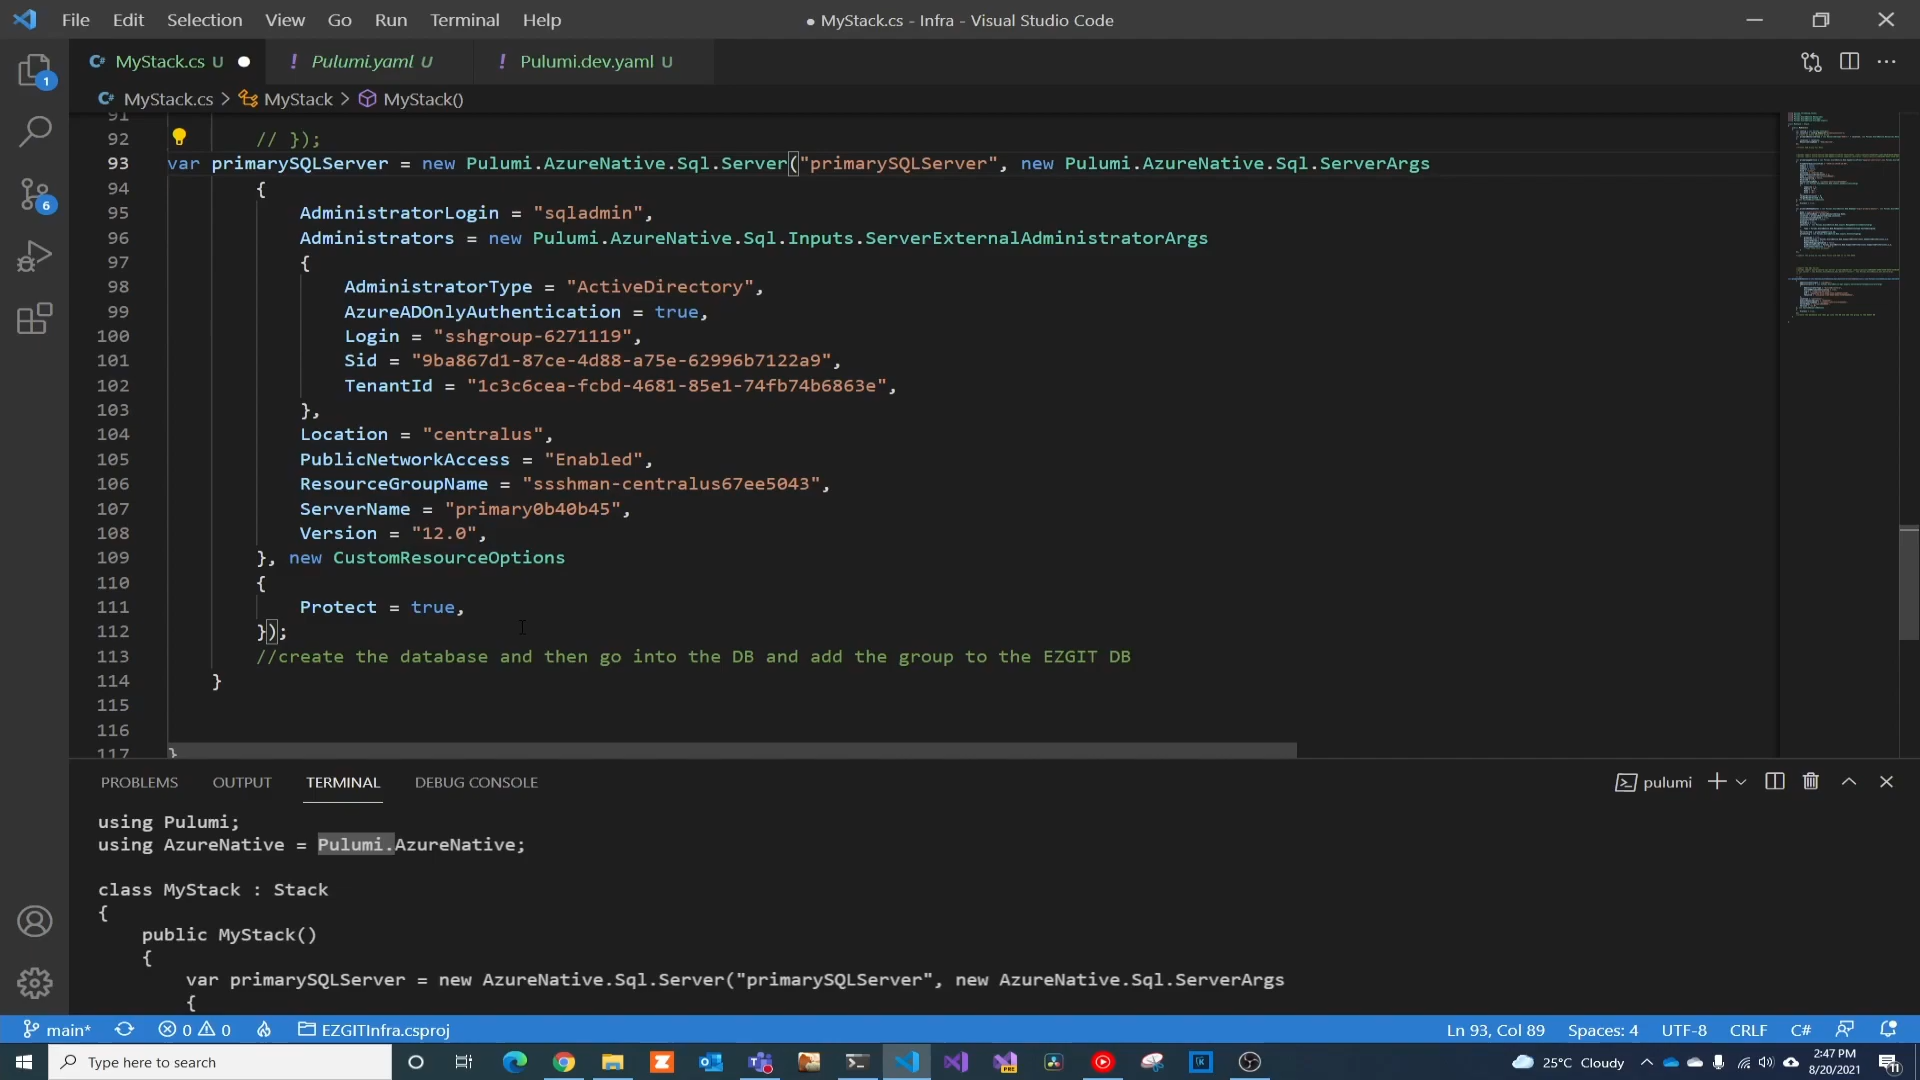 File Edit Selection View Go Run Terminal Help
● MyStack.cs - Infra - Visual Studio Code
C# MyStack.cs U ● ! Pulumi.yaml U ! Pulumi.dev.yaml U
C# MyStack.cs > MyStack > MyStack()
91
92 // });
93 var primarySQLServer = new Pulumi.AzureNative.Sql.Server("primarySQLServer", new Pulumi.AzureNative.Sql.ServerArgs
94 {
95 AdministratorLogin = "sqladmin",
96 Administrators = new Pulumi.AzureNative.Sql.Inputs.ServerExternalAdministratorArgs
97 {
98 AdministratorType = "ActiveDirectory",
99 AzureADOnlyAuthentication = true,
100 Login = "sshgroup-6271119",
101 Sid = "9ba867d1-87ce-4d88-a75e-62996b7122a9",
102 TenantId = "1c3c6cea-fcbd-4681-85e1-74fb74b6863e",
103 },
104 Location = "centralus",
105 PublicNetworkAccess = "Enabled",
106 ResourceGroupName = "ssshman-centralus67ee5043",
107 ServerName = "primary0b40b45",
108 Version = "12.0",
109 }, new CustomResourceOptions
110 {
111 Protect = true,
112 });
113 //create the database and then go into the DB and add the group to the EZGIT DB
114 }
115
116
117 }
PROBLEMS OUTPUT TERMINAL DEBUG CONSOLE pulumi
using Pulumi;
using AzureNative = Pulumi.AzureNative;
class MyStack : Stack
{
public MyStack()
{
var primarySQLServer = new AzureNative.Sql.Server("primarySQLServer", new AzureNative.Sql.ServerArgs
{
1
6
main* 0 0 EZGITInfra.csproj Ln 93, Col 89 Spaces: 4 UTF-8 CRLF C#
Type here to search 25°C Cloudy 2:47 PM
8/20/2021
11